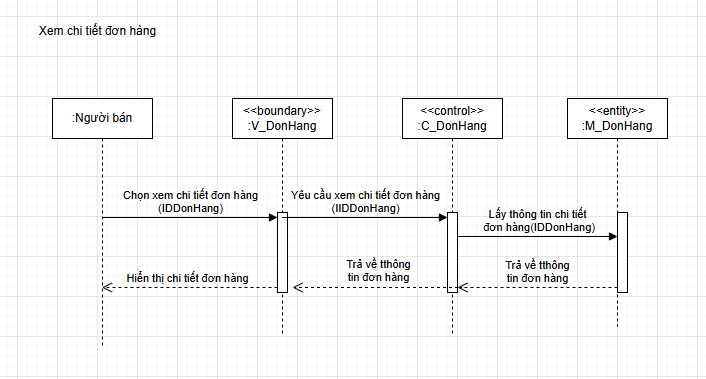 Xem chi tiết đơn hàng
:Người bán
<<boundary>>
:V_DonHang
<<control>>
:C_DonHang
<<entity>>
:M_DonHang
Chọn xem chi tiết đơn hàng
(IDDonHang)
Yêu cầu xem chi tiết đơn hàng
(IIDDonHang)
Lấy thông tin chi tiết
đơn hàng(IDDonHang)
Hiển thị chi tiết đơn hàng
Trả về tthông
tin đơn hàng
Trả về tthông
tin đơn hàng